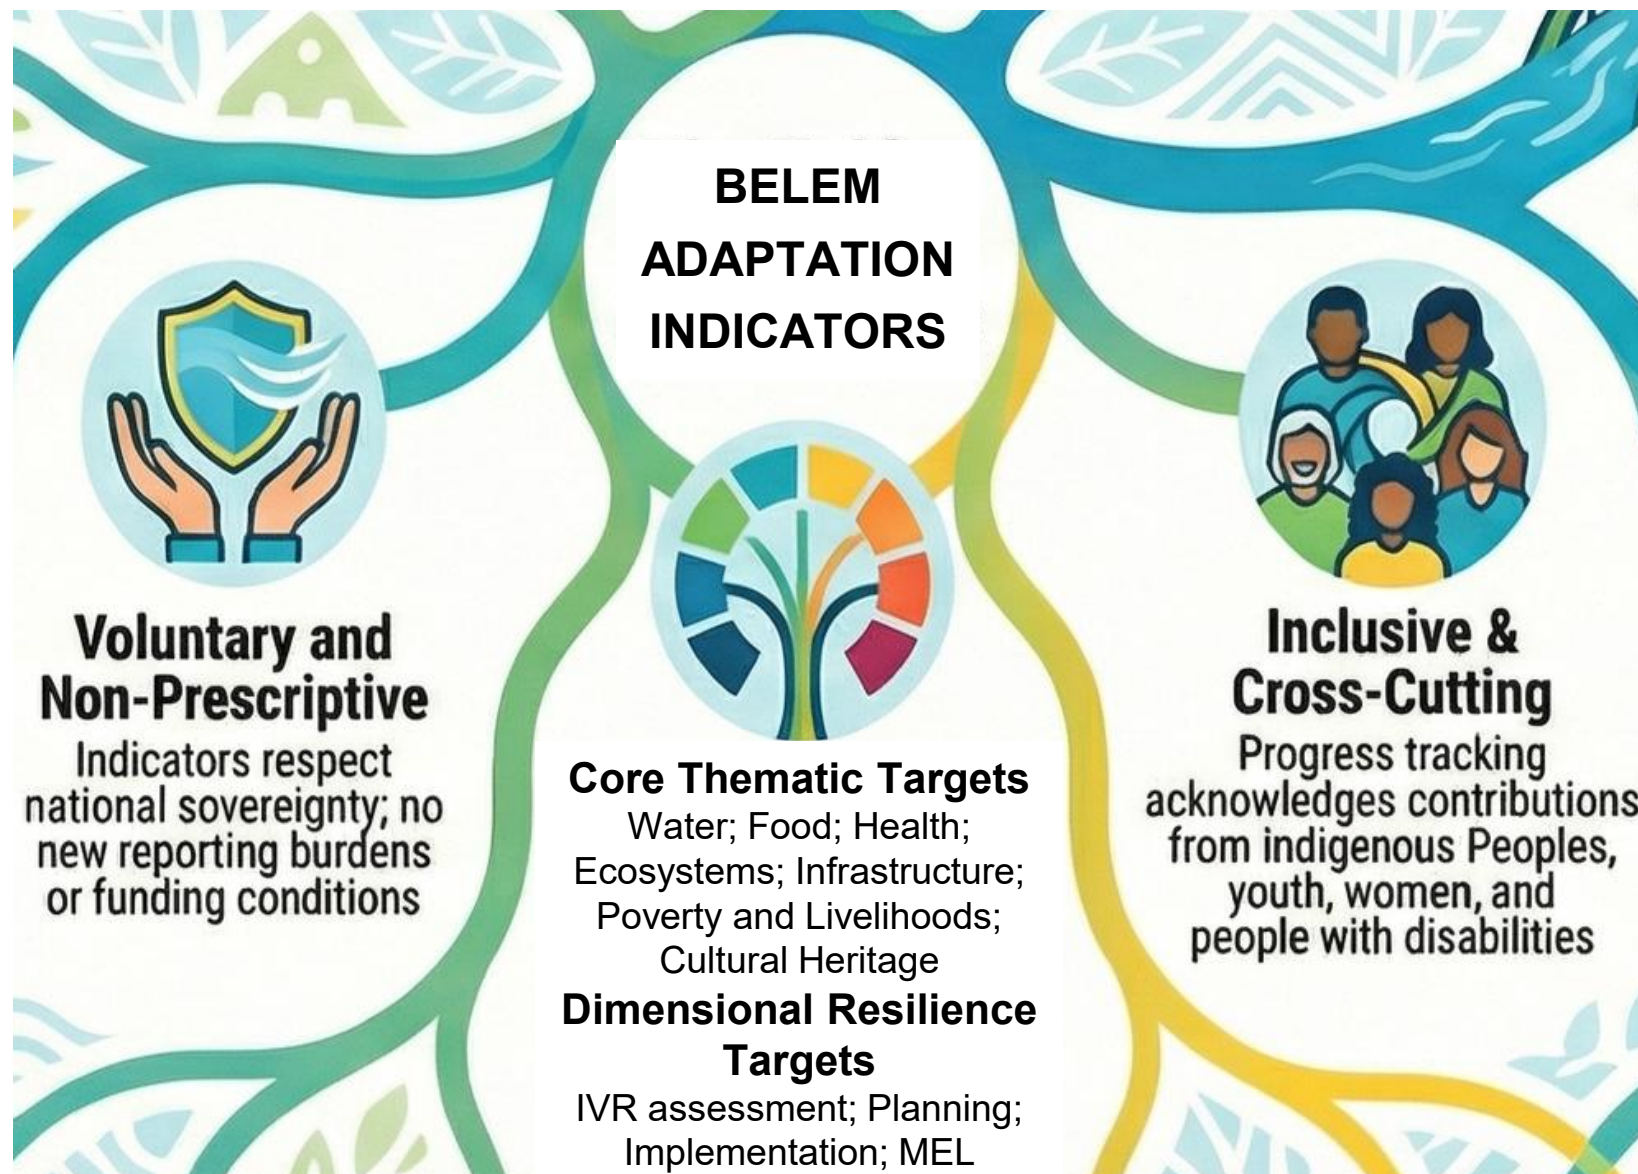 BELEM
ADAPTATION
INDICATORS
Voluntary and
Non-Prescriptive
Indicators respect
national sovereignty; no
new reporting burdens
or funding conditions
Core Thematic Targets
Water; Food; Health;
Ecosystems; Infrastructure;
Poverty and Livelihoods;
Cultural Heritage
Dimensional Resilience
Targets
IVR assessment; Planning;
Implementation; MEL
Inclusive &
Cross-Cutting
Progress tracking
acknowledges contributions
from indigenous Peoples,
youth, women, and
people with disabilities